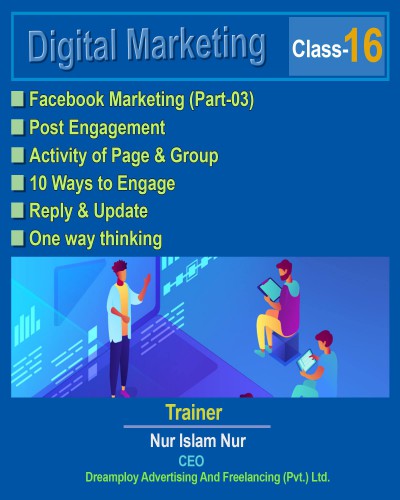 Digital Marketing
Class-16
Facebook Marketing (Part-03)
Post Engagement
Activity of Page & Group
10 Ways to Engage
Reply & Update
One way thinking
Trainer
Nur Islam Nur
CEO
Dreamploy Advertising And Freelancing (Pvt.) Ltd.